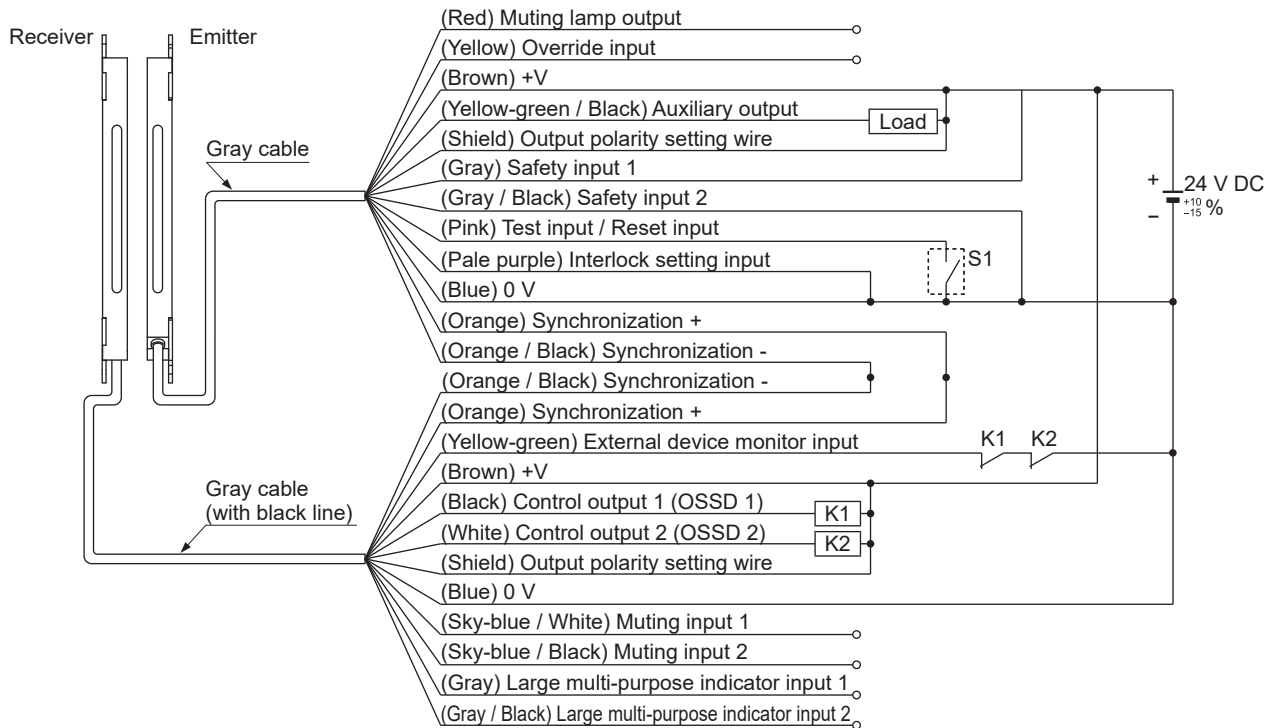 Receiver
Emitter
Gray cable
Gray cable
(with black line)
(Red) Muting lamp output
(Yellow) Override input
(Brown) +V
(Yellow-green / Black) Auxiliary output
Load
(Shield) Output polarity setting wire
(Gray) Safety input 1
(Gray / Black) Safety input 2
+ 24 V DC
− +10 −15 %
(Pink) Test input / Reset input
S1
(Pale purple) Interlock setting input
(Blue) 0 V
(Orange) Synchronization +
(Orange / Black) Synchronization -
(Orange / Black) Synchronization -
(Orange) Synchronization +
(Yellow-green) External device monitor input
K1 K2
(Brown) +V
(Black) Control output 1 (OSSD 1)
K1
(White) Control output 2 (OSSD 2)
K2
(Shield) Output polarity setting wire
(Blue) 0 V
(Sky-blue / White) Muting input 1
(Sky-blue / Black) Muting input 2
(Gray) Large multi-purpose indicator input 1
(Gray / Black) Large multi-purpose indicator input 2